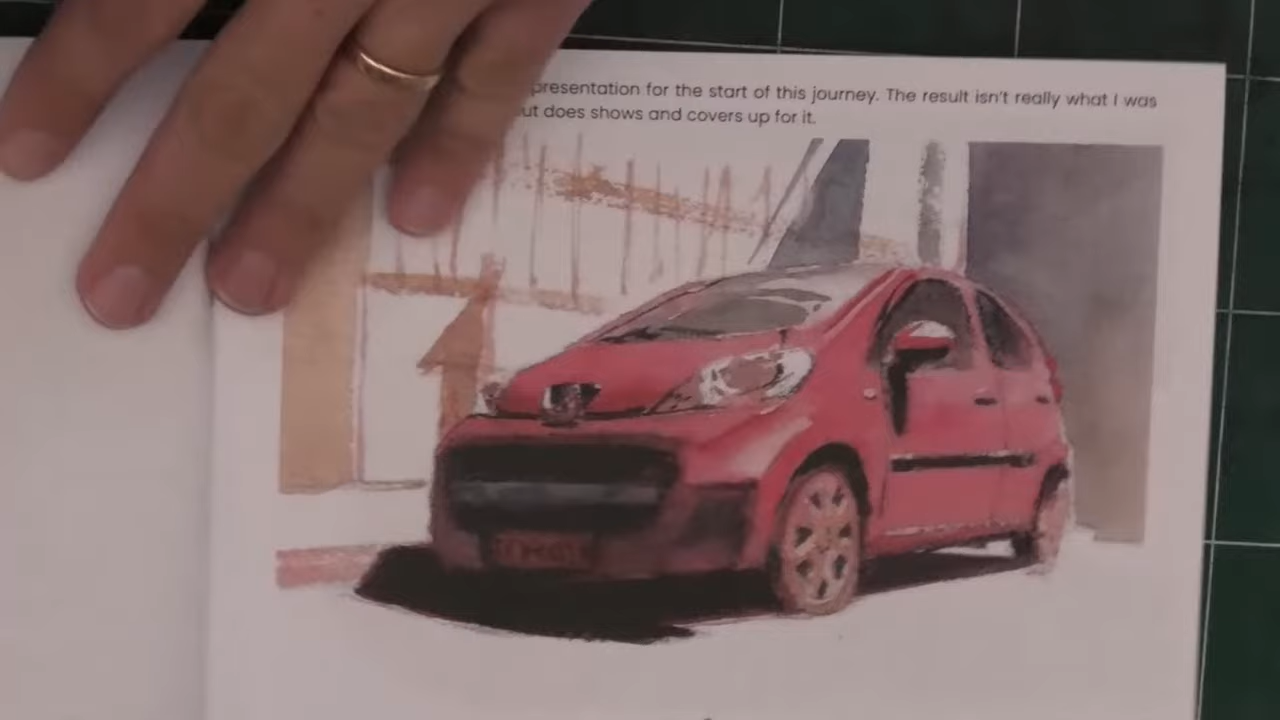 presentation for the start of this journey. The result isn't really what I was
does shows and covers up for it.